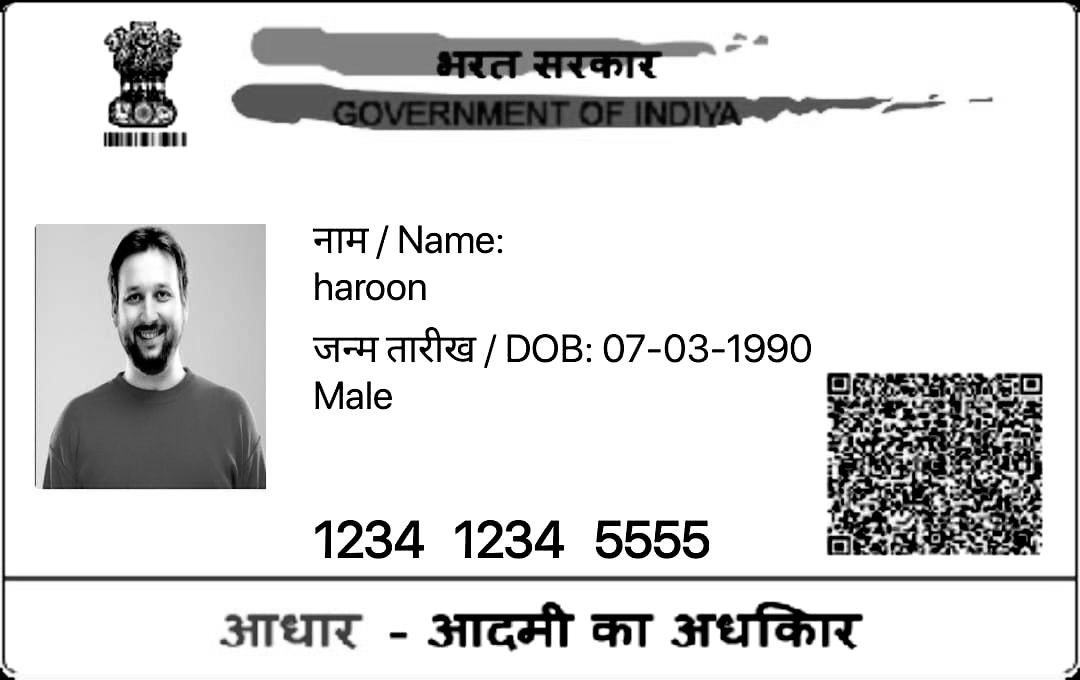 भरत सरकार
GOVERNMENT OF INDIYA
नाम / Name:
haroon
जन्म तारीख / DOB: 07-03-1990
Male
1234 1234 5555
आधार - आदमी का अधकिार